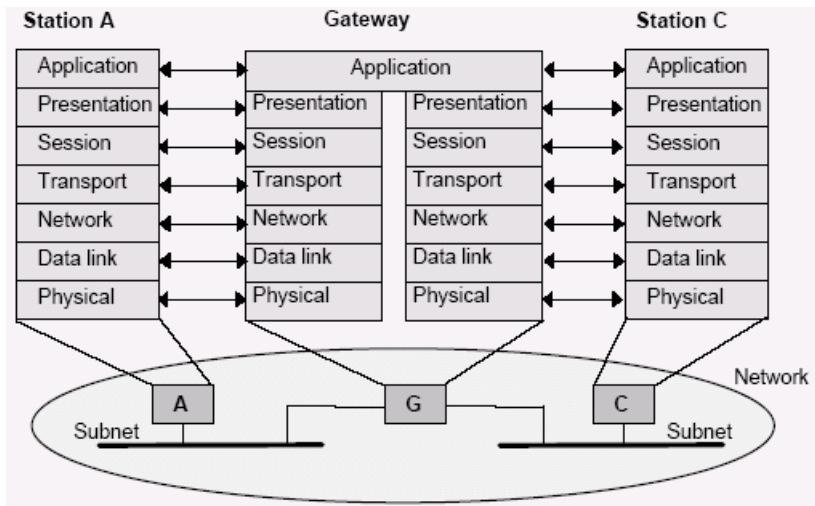 Station A Gateway Station C
Application Application Application
Presentation Presentation Presentation Presentation
Session Session Session Session
Transport Transport Transport Transport
Network Network Network Network
Data link Data link Data link Data link
Physical Physical Physical Physical
Network
A G C
Subnet Subnet